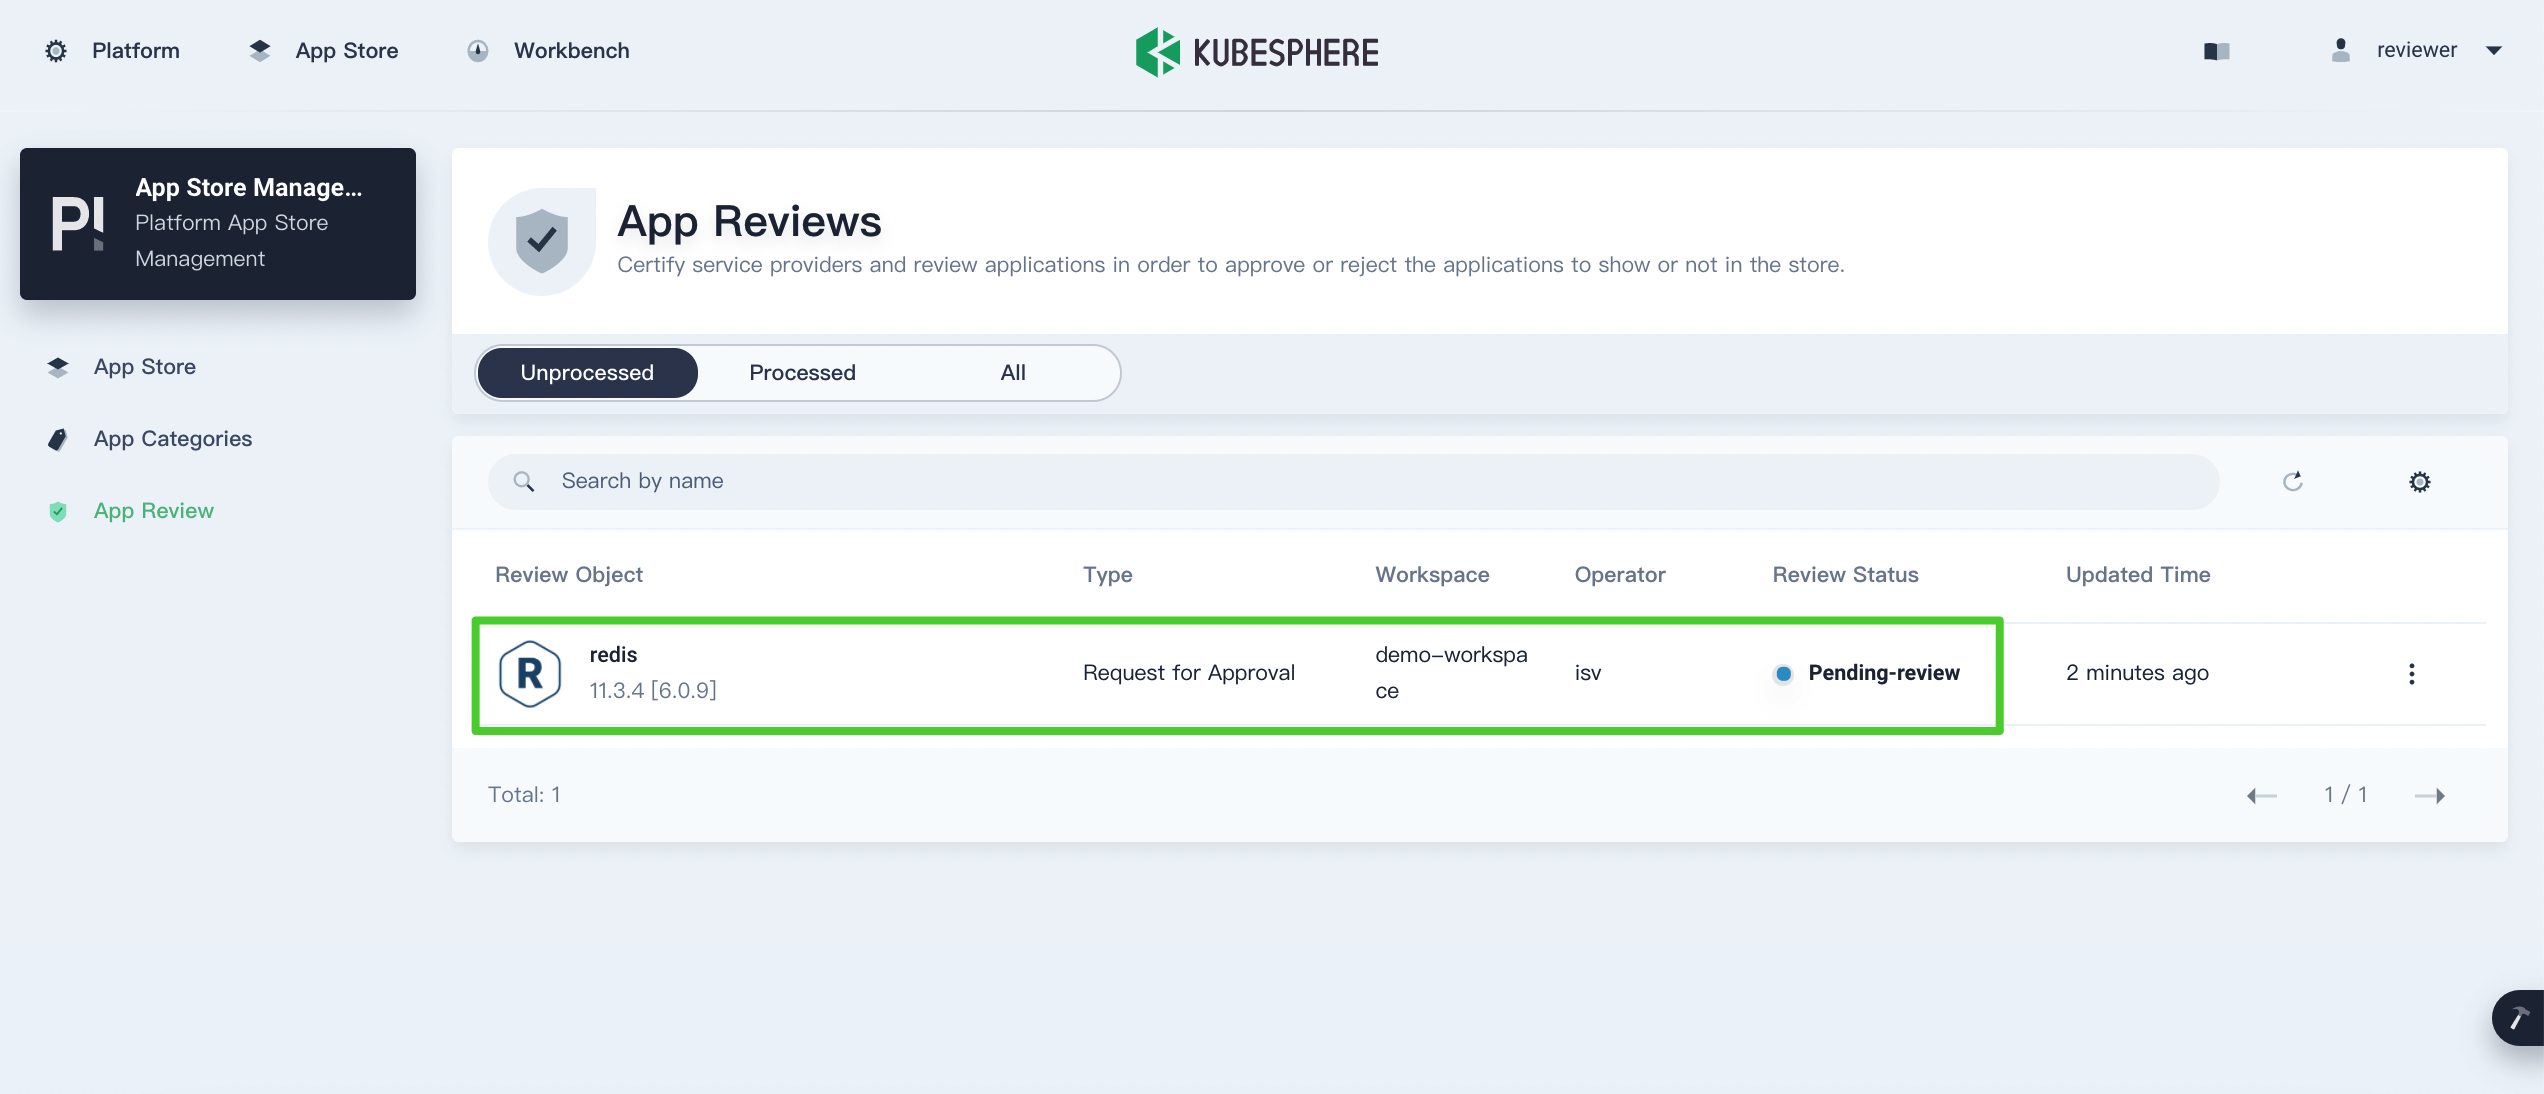 Platform
App Store
Workbench
KUBESPHERE
reviewer
App Store Manage...
Platform App Store
Management
App Store
App Categories
App Review
App Reviews
Certify service providers and review applications in order to approve or reject the applications to show or not in the store.
Unprocessed
Processed
All
Search by name
Review Object
Type
Workspace
Operator
Review Status
Updated Time
R
redis
11.3.4 [6.0.9]
Request for Approval
demo-workspa
ce
isv
Pending-review
2 minutes ago
Total: 1
1 / 1